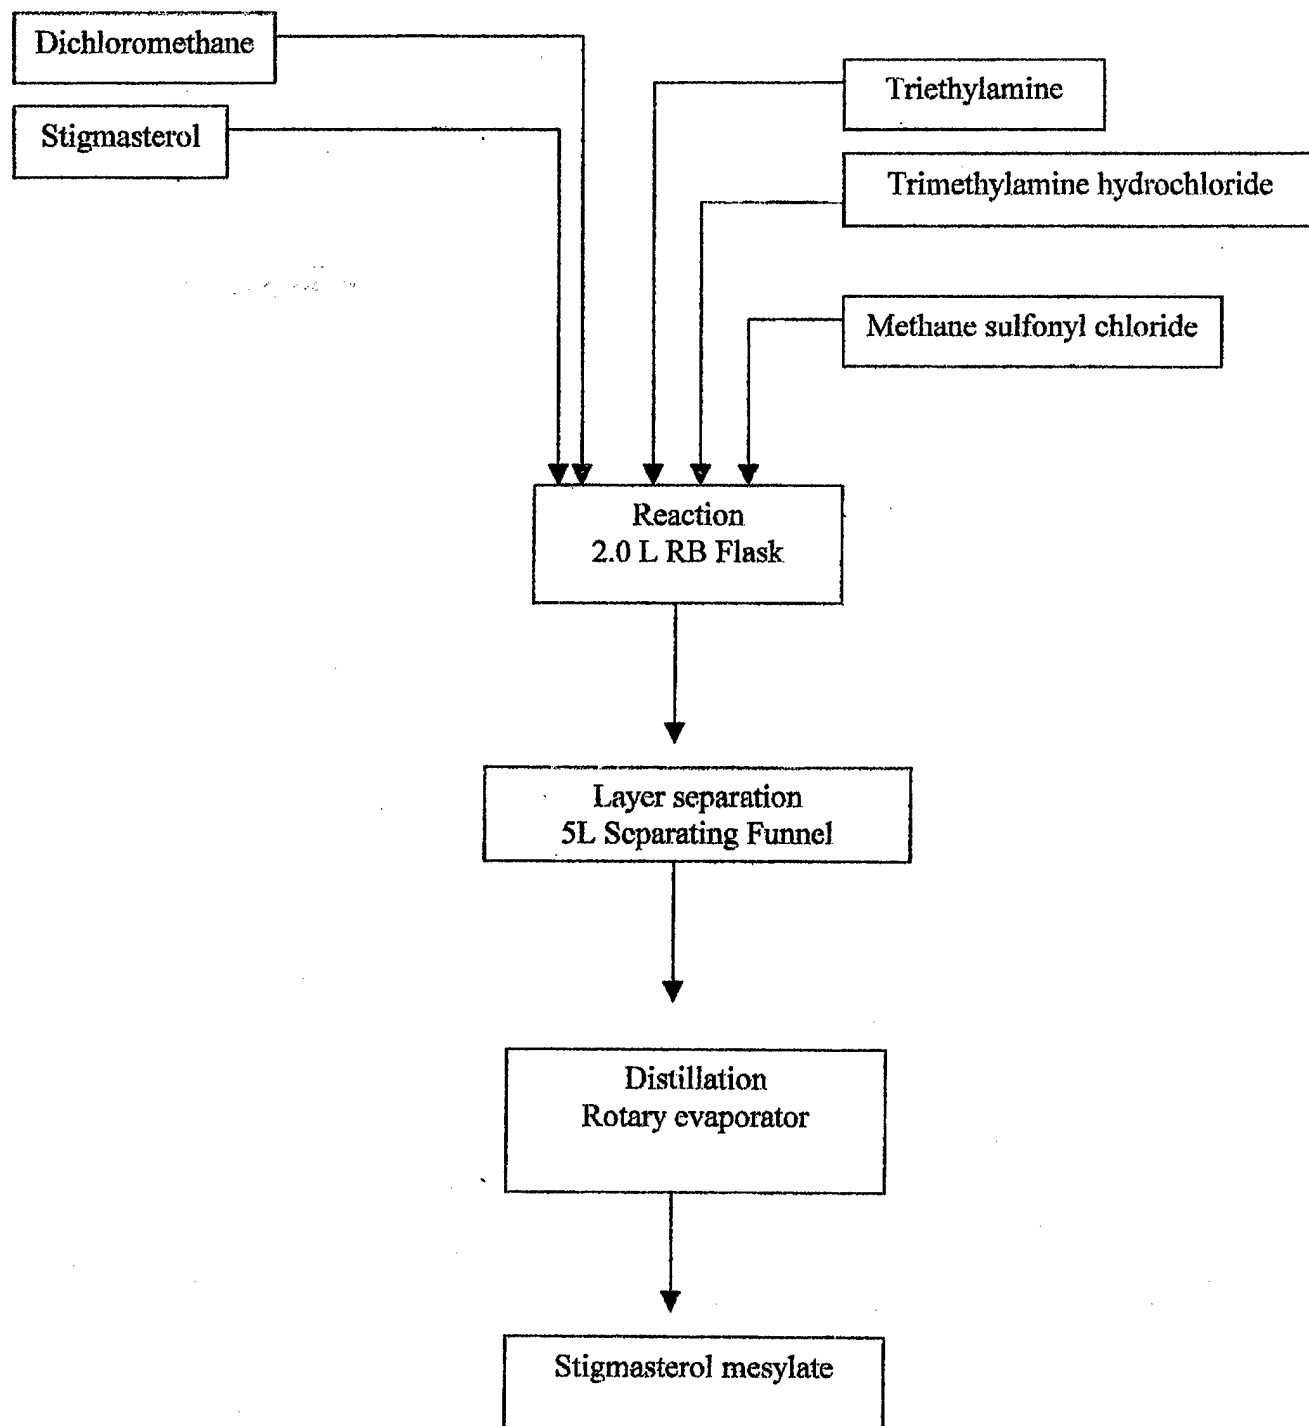 Dichloromethane
Stigmasterol
Triethylamine
Trimethylamine hydrochloride
Methane sulfonyl chloride
Reaction
2.0 L RB Flask
Layer separation
5L Separating Funnel
Distillation
Rotary evaporator
Stigmasterol mesylate